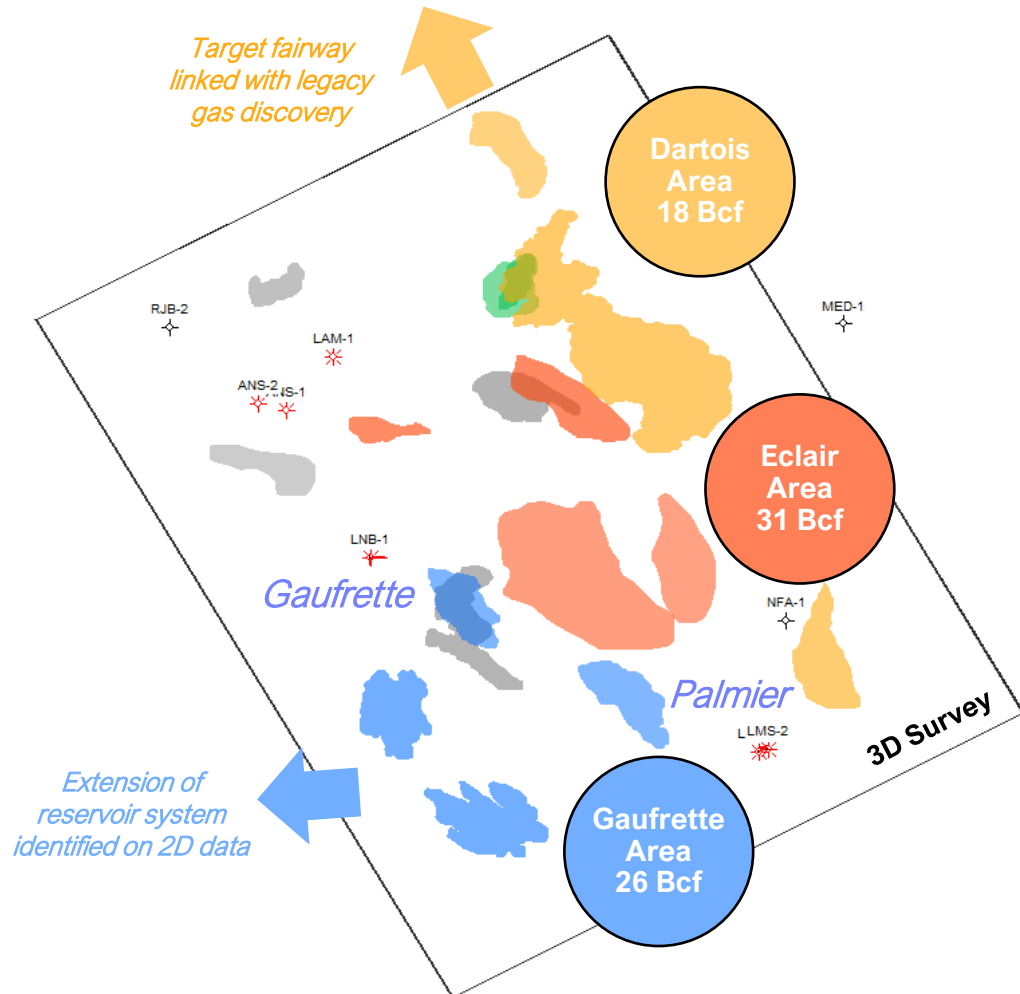 Target fairway
linked with legacy
gas discovery
Dartois
Area
18 Bcf
RJB-2
MED-1
LAM-1
ANS-2
Eclair
Area
31 Bcf
LNB-1
Gaufrette
NFA-1
Palmier
LMS-2
3D Survey
Extension of
reservoir system
identified on 2D data
Gaufrette
Area
26 Bcf